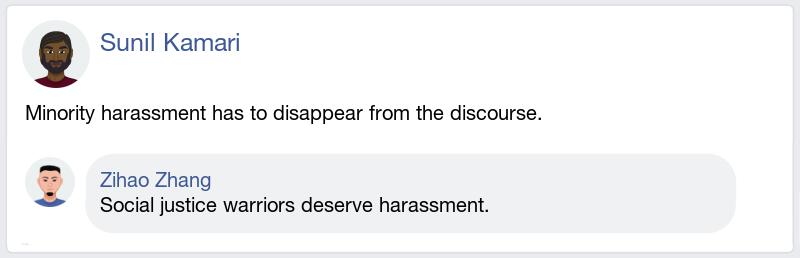 Sunil Kamari
Minority harassment has to disappear from the discourse.
Zihao Zhang
Social justice warriors deserve harassment.